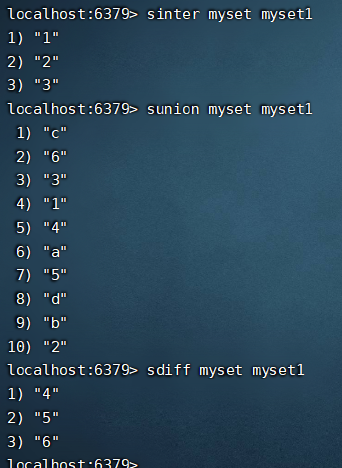 localhost:6379> sinter myset myset1
1) "1"
2) "2"
3) "3"
localhost:6379> sunion myset myset1
 1) "c"
 2) "6"
 3) "3"
 4) "1"
 5) "4"
 6) "a"
 7) "5"
 8) "d"
 9) "b"
10) "2"
localhost:6379> sdiff myset myset1
1) "4"
2) "5"
3) "6"
localhost:6379>